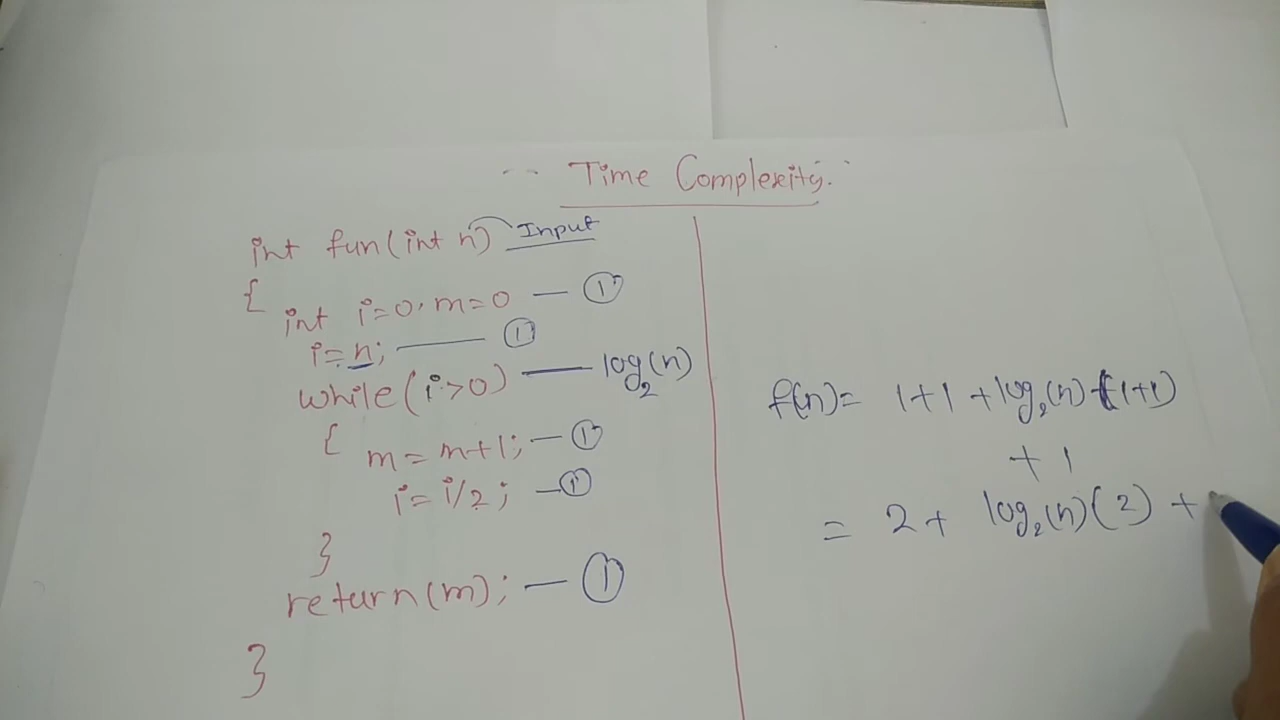 Time Complexity.
int fun(int n) Input
{
int i=0, m=0 — ①
i=n; — ①
while(i>0) — log₂(n)
{ m=m+1; — ①
i=i/2; — ①
}
return(m); — ①
}
f(n)= 1+1+log₂(n)(1+1)
+1
= 2+ log₂(n)(2) +